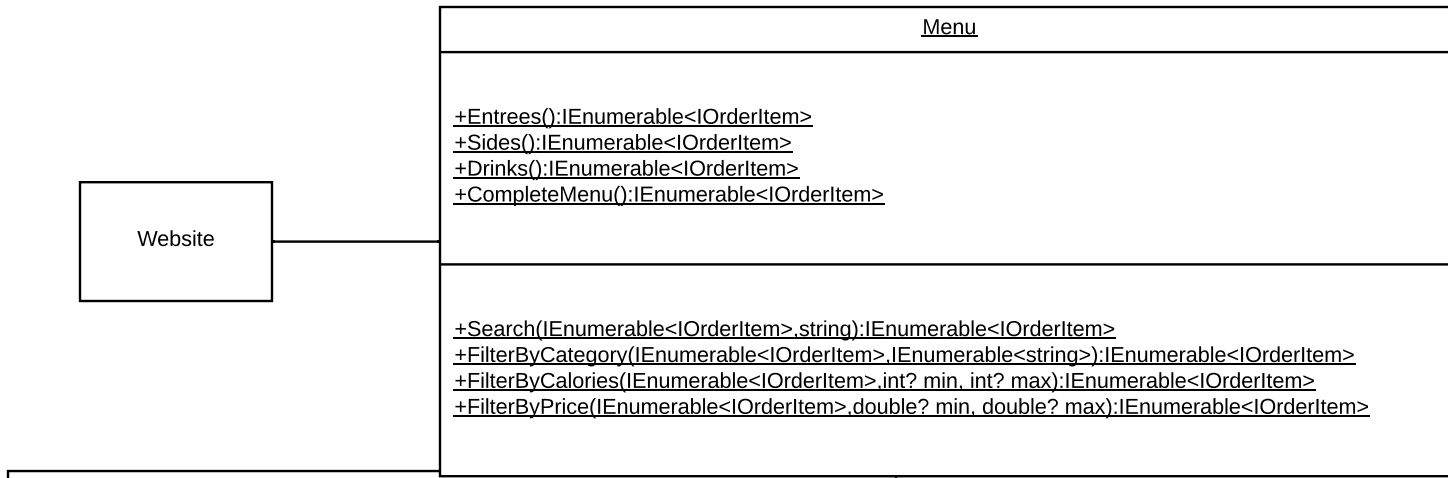 Menu
+Entrees():IEnumerable<IOrderItem>
+Sides():IEnumerable<IOrderItem>
+Drinks():IEnumerable<IOrderItem>
+CompleteMenu():IEnumerable<IOrderItem>
Website
+Search(IEnumerable<IOrderItem>,string):IEnumerable<IOrderItem>
+FilterByCategory(IEnumerable<IOrderItem>,IEnumerable<string>):IEnumerable<IOrderItem>
+FilterByCalories(IEnumerable<IOrderItem>,int? min, int? max):IEnumerable<IOrderItem>
+FilterByPrice(IEnumerable<IOrderItem>,double? min, double? max):IEnumerable<IOrderItem>